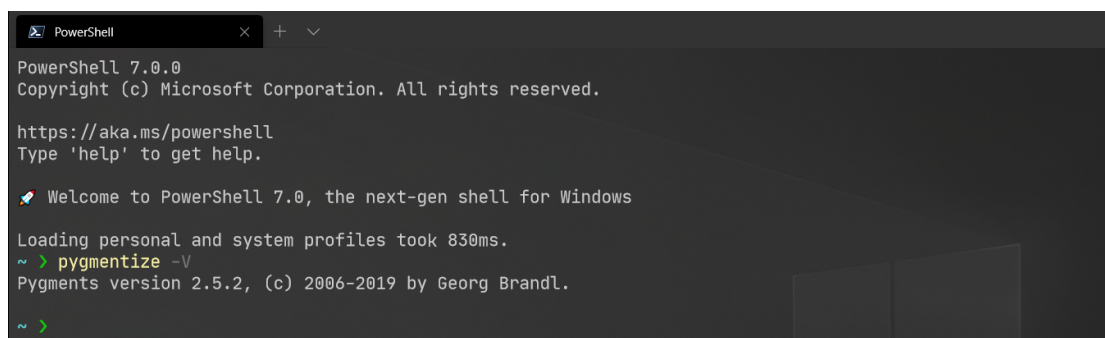 PowerShell
PowerShell 7.0.0
Copyright (c) Microsoft Corporation. All rights reserved.
https://aka.ms/powershell
Type 'help' to get help.
🚀 Welcome to PowerShell 7.0, the next-gen shell for Windows
Loading personal and system profiles took 830ms.
~ ❯ pygmentize -V
Pygments version 2.5.2, (c) 2006-2019 by Georg Brandl.
~ ❯